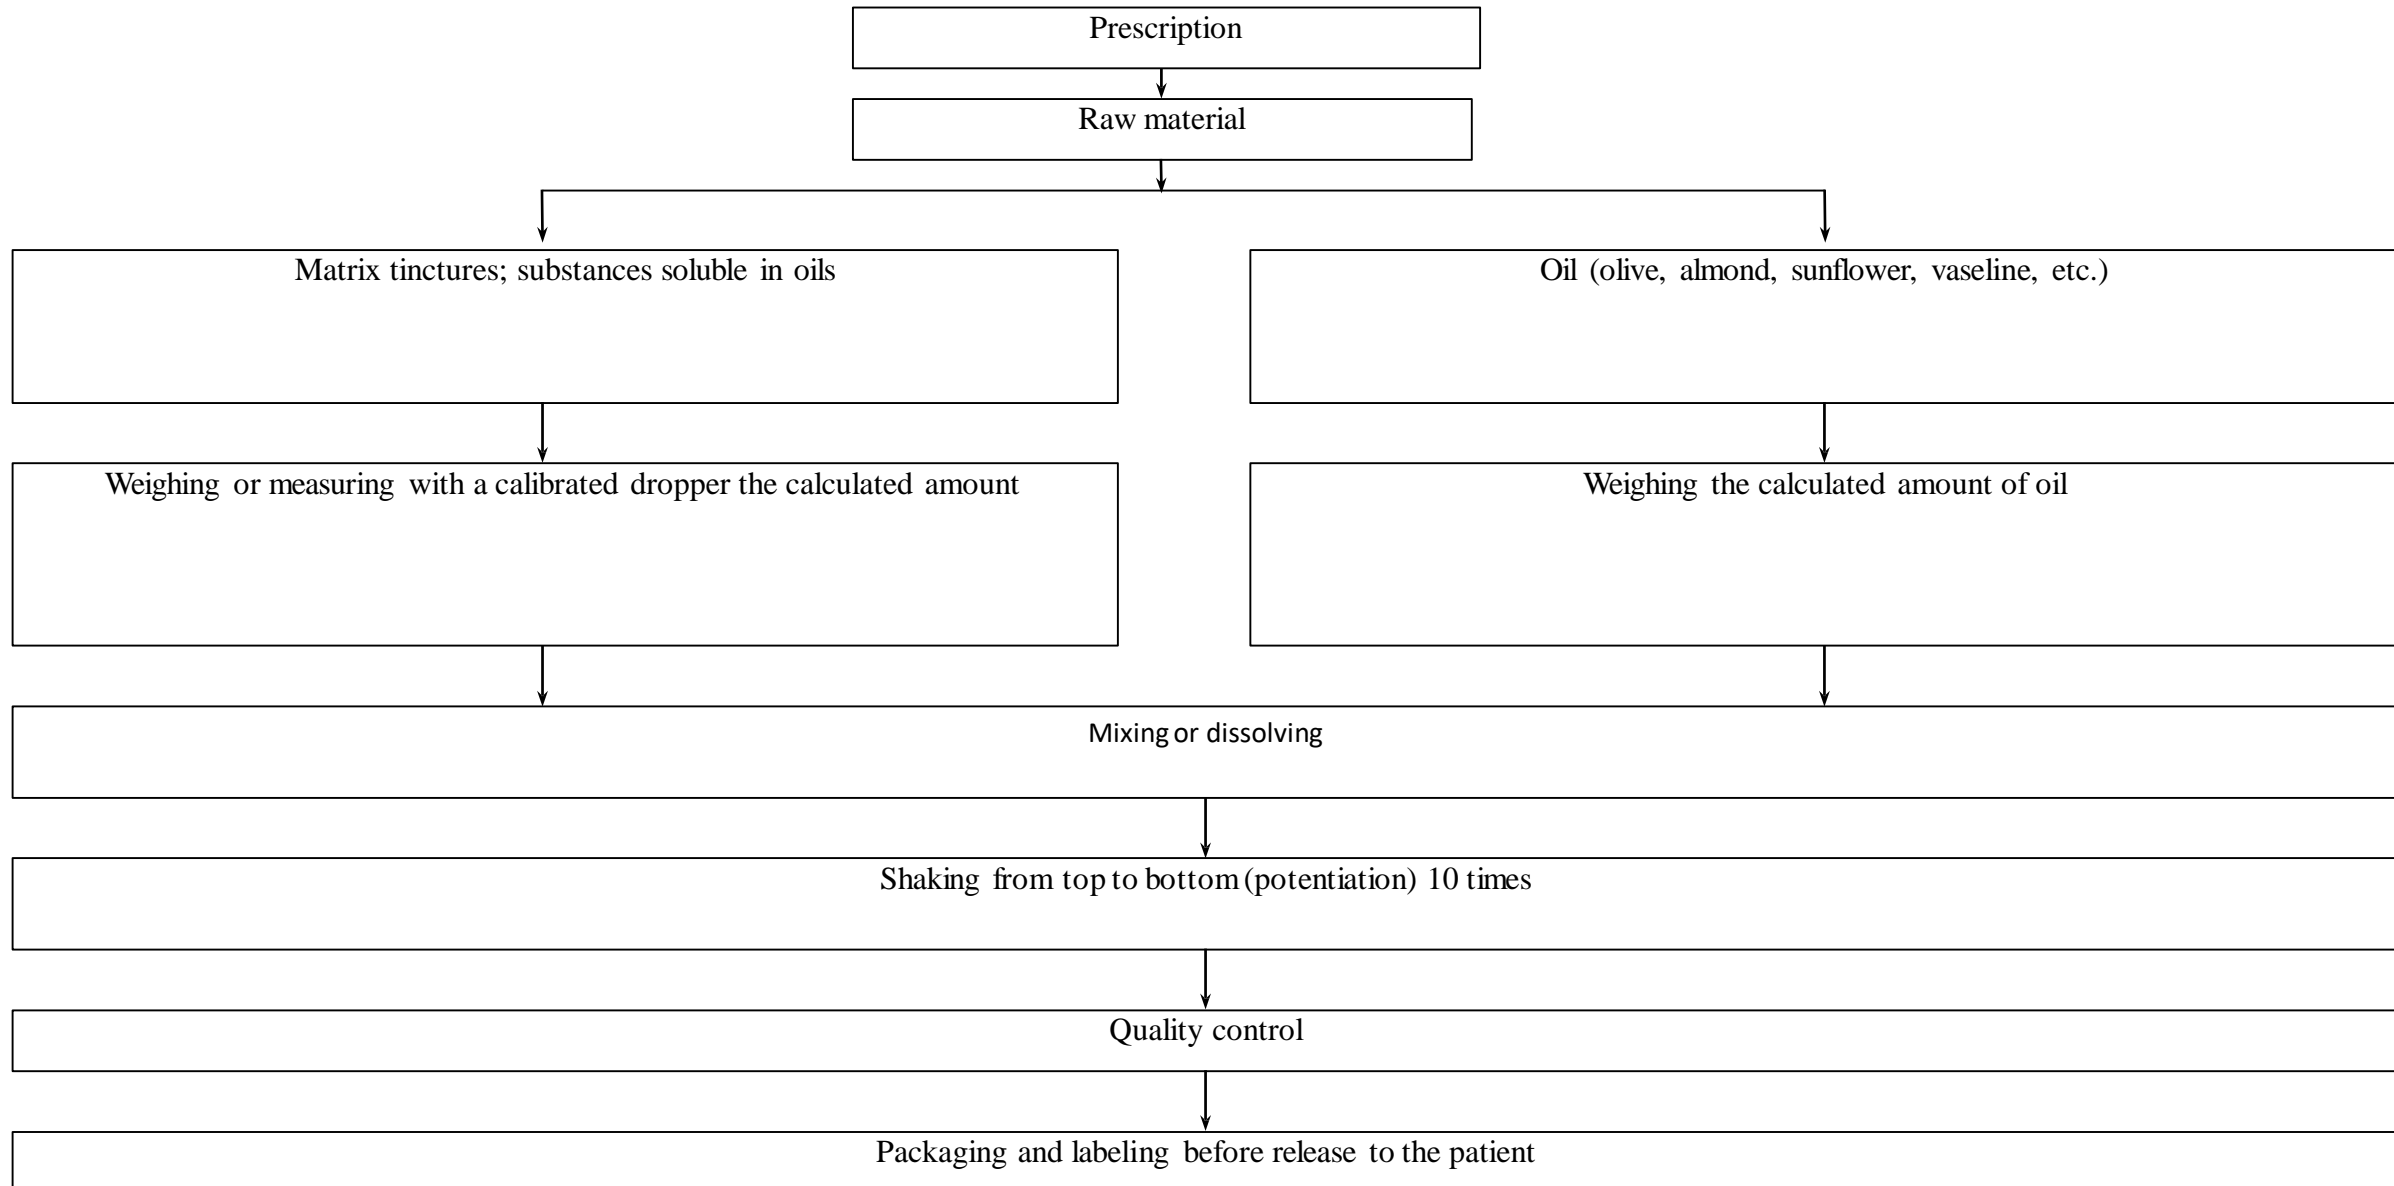 Prescription
Raw material
Matrix tinctures; substances soluble in oils
Oil (olive, almond, sunflower, vaseline, etc.)
Weighing or measuring with a calibrated dropper the calculated amount
Weighing the calculated amount of oil
Mixing or dissolving
Shaking from top to bottom (potentiation) 10 times
Quality control
Packaging and labeling before release to the patient